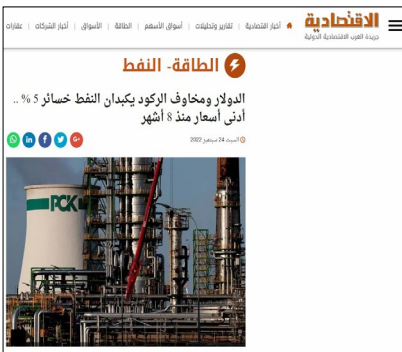 الاقتصادية
جريدة العرب الاقتصادية الدولية
أخبار اقتصادية | تقارير وتحليلات | أسواق الأسهم | الطاقة | الأسواق | أخبار الشركات | عقارات
الطاقة- النفط
الدولار ومخاوف الركود يكبدان النفط خسائر 5 % ..
أدنى أسعار منذ 8 أشهر
السبت 24 سبتمبر 2022
G+
f
in
PCK